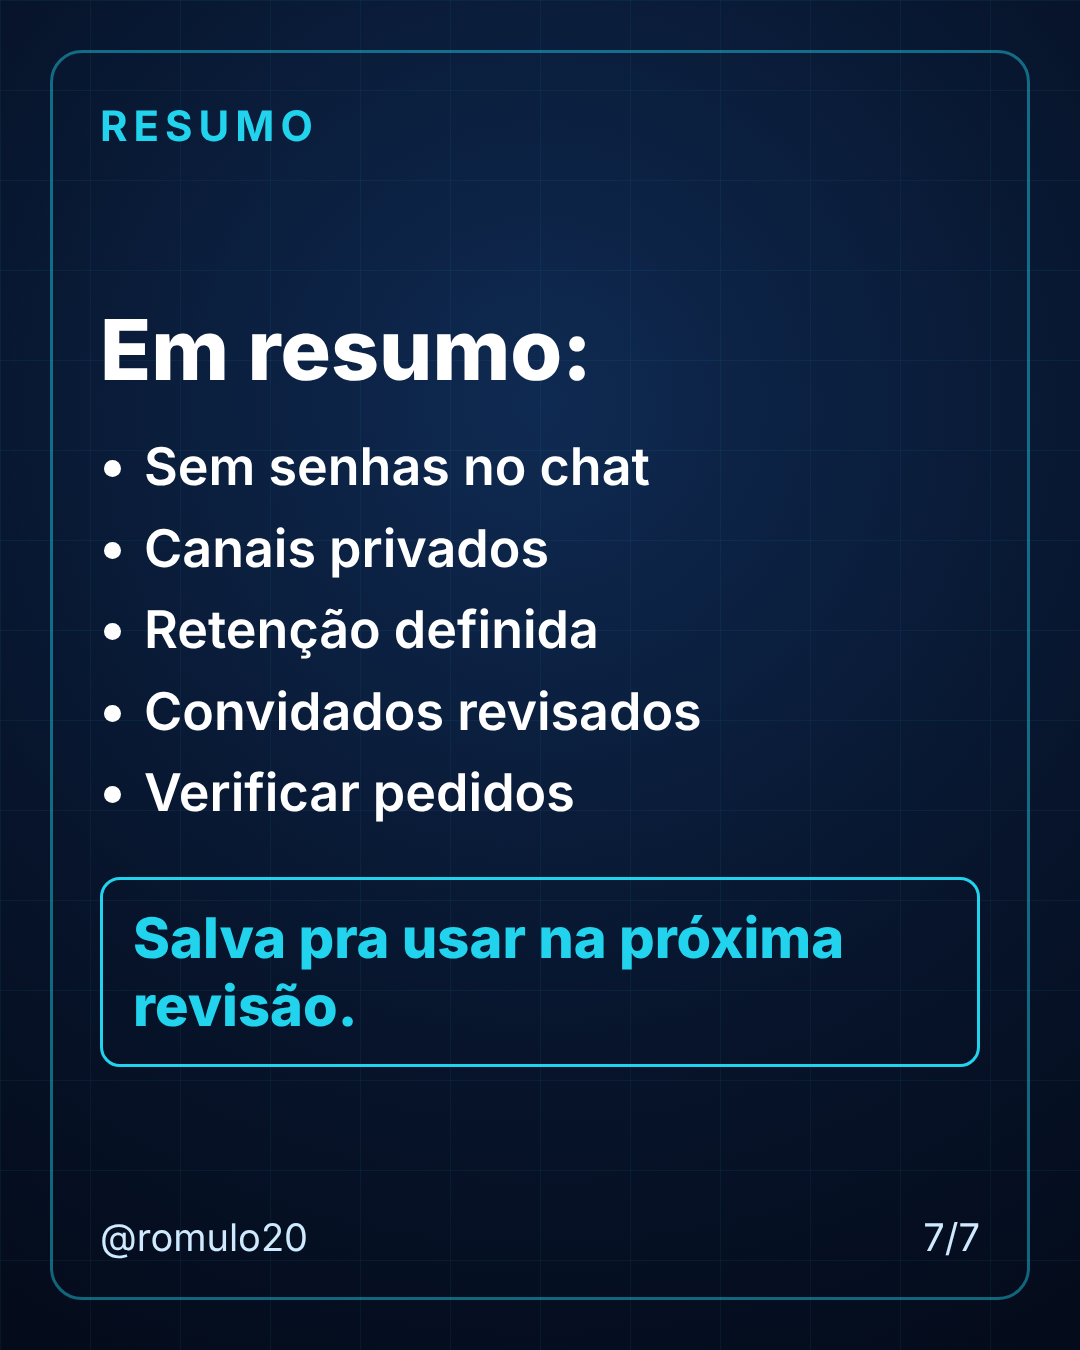 RESUMO
Em resumo:
• Sem senhas no chat
• Canais privados
• Retenção definida
• Convidados revisados
• Verificar pedidos
Salva pra usar na próxima
revisão.
@romulo20
7/7